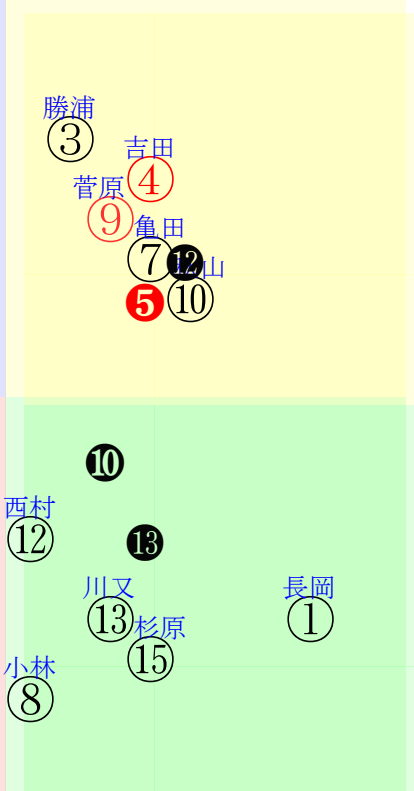 勝浦
③
吉田
④
菅原
⑨
亀田
⑦
⓬
山
❺
⑩
❿
西村
⑫
⓭
川又
⑬
長岡
①
杉原
⑮
小林
⑧